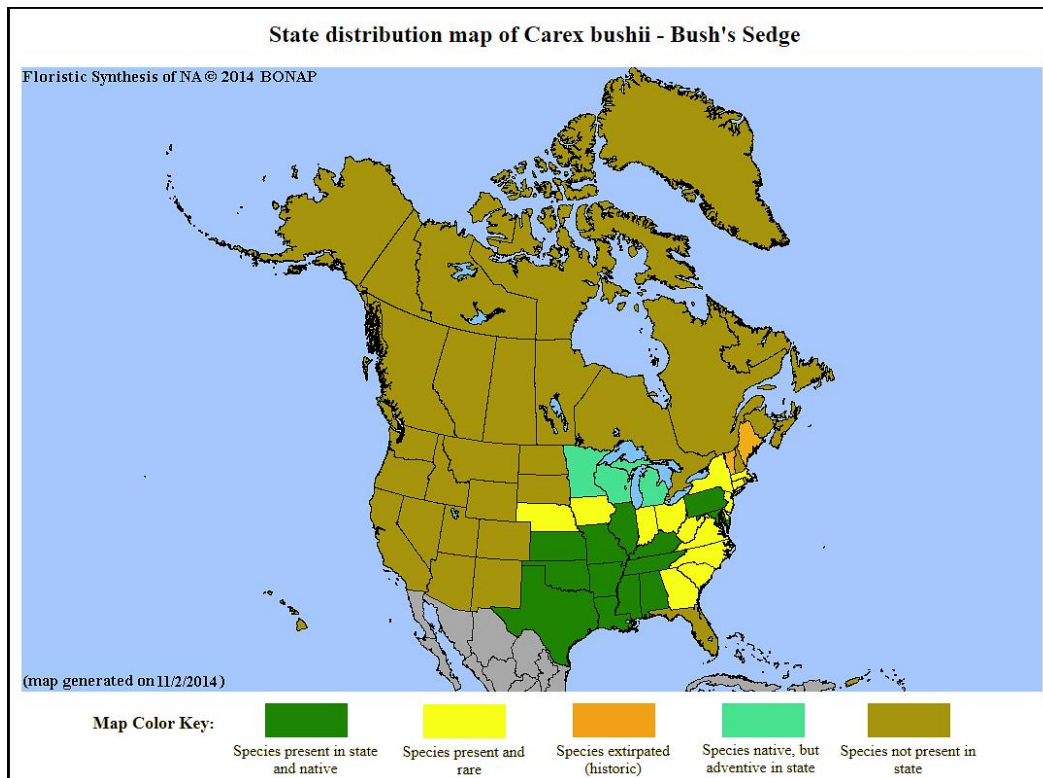 State distribution map of Carex bushii - Bush's Sedge
Floristic Synthesis of NA © 2014 BONAP
(map generated on 11/2/2014)
Map Color Key:
Species present in state
and native
Species present and
rare
Species extirpated
(historic)
Species native, but
adventive in state
Species not present in
state